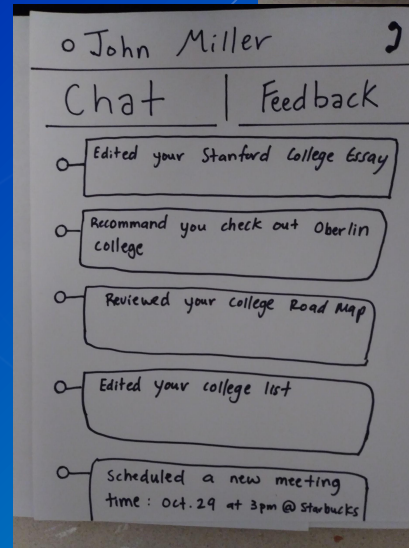 John Miller
Chat | Feedback
Edited your Stanford College Essay
Recommand you check out Oberlin
college
Reviewed your college Road Map
Edited your college list
Scheduled a new meeting
time : Oct. 29 at 3pm @ Starbucks